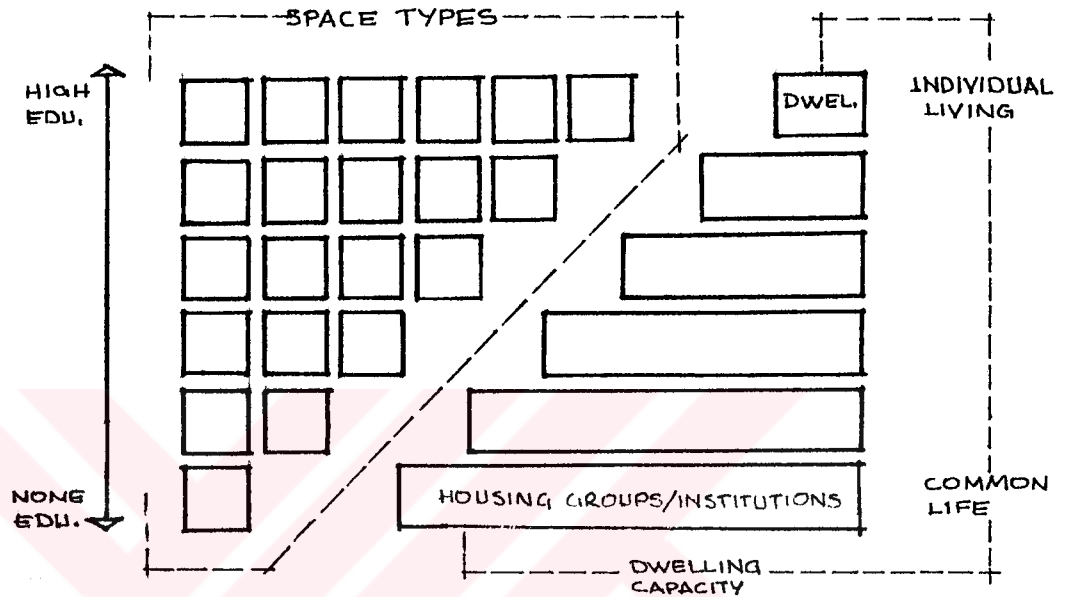 SPACE TYPES
HIGH
EDU.
DWEL.
INDIVIDUAL
LIVING
NONE
EDU.
HOUSING GROUPS/INSTITUTIONS
COMMON
LIFE
DWELLING
CAPACITY